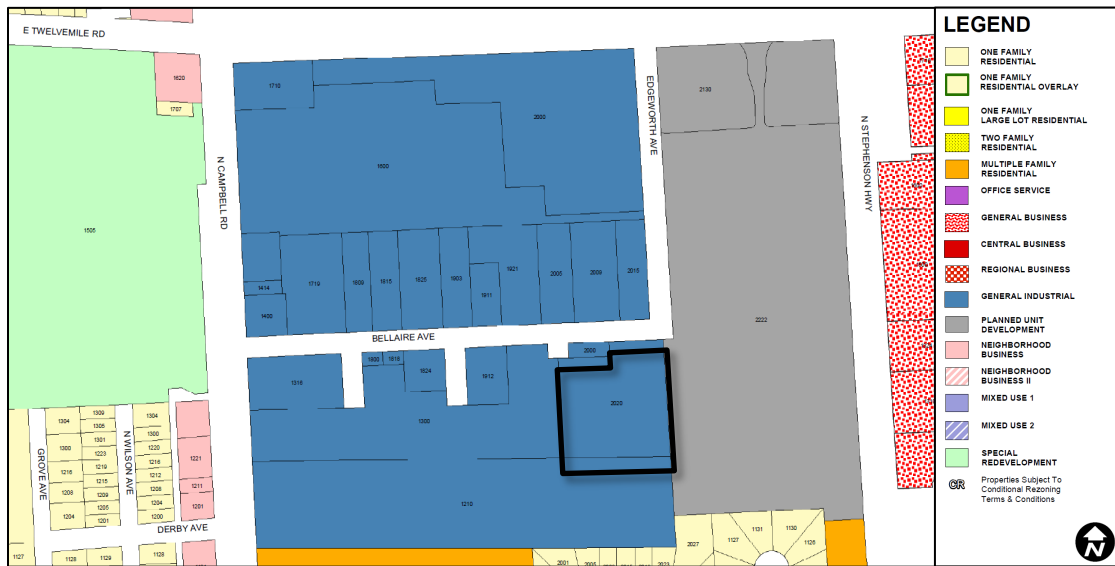 E TWELVEMILE RD
1620
1707
N CAMPBELL RD
1505
1710
2000
1600
EDGEWORTH AVE
2130
N STEPHENSON HWY
1414
1400
1719
1809
1815
1825
1903
1911
1921
2005
2009
2015
BELLAIRE AVE
2222
1316
1800
1816
1824
1912
2000
2020
1300
1210
GROVE AVE
N WILSON AVE
1304
1300
1216
1208
1204
1309
1305
1301
1223
1219
1215
1209
1205
1201
1304
1300
1220
1216
1212
1208
1204
1200
1221
1211
1201
DERBY AVE
1127
1128
1129
1128
2001
2027
1127
1131
1130
1126
LEGEND
ONE FAMILY
RESIDENTIAL
ONE FAMILY
RESIDENTIAL OVERLAY
ONE FAMILY
LARGE LOT RESIDENTIAL
TWO FAMILY
RESIDENTIAL
MULTIPLE FAMILY
RESIDENTIAL
OFFICE SERVICE
GENERAL BUSINESS
CENTRAL BUSINESS
REGIONAL BUSINESS
GENERAL INDUSTRIAL
PLANNED UNIT
DEVELOPMENT
NEIGHBORHOOD
BUSINESS
NEIGHBORHOOD
BUSINESS II
MIXED USE 1
MIXED USE 2
SPECIAL
REDEVELOPMENT
CR
Properties Subject To
Conditional Rezoning
Terms & Conditions
N